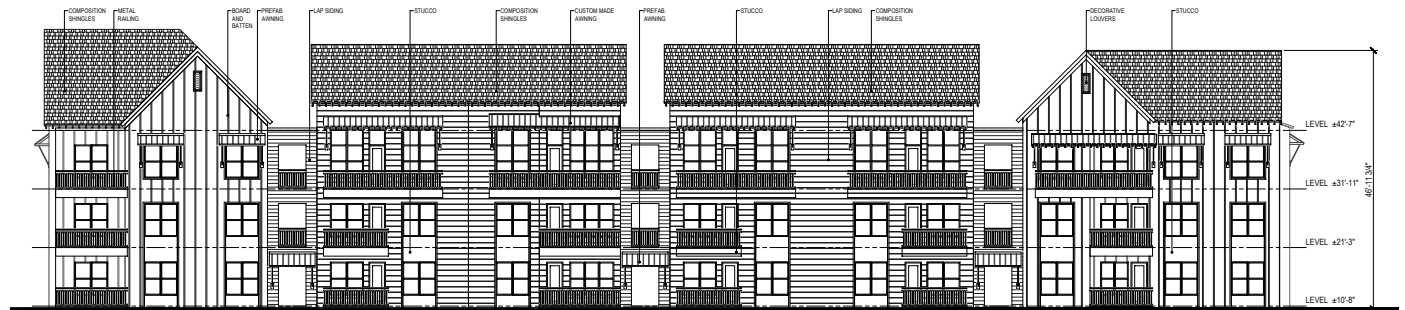 COMPOSITION
SHINGLES
METAL
RAILING
BOARD
AND
BATTEN
PREFAB.
AWNING
LAP SIDING
STUCCO
COMPOSITION
SHINGLES
CUSTOM MADE
AWNING
PREFAB.
AWNING
STUCCO
LAP SIDING
COMPOSITION
SHINGLES
DECORATIVE
LOUVERS
STUCCO
LEVEL ±42'-7"
LEVEL ±31'-11"
46'-11 3/4"
LEVEL ±21'-3"
LEVEL ±10'-8"